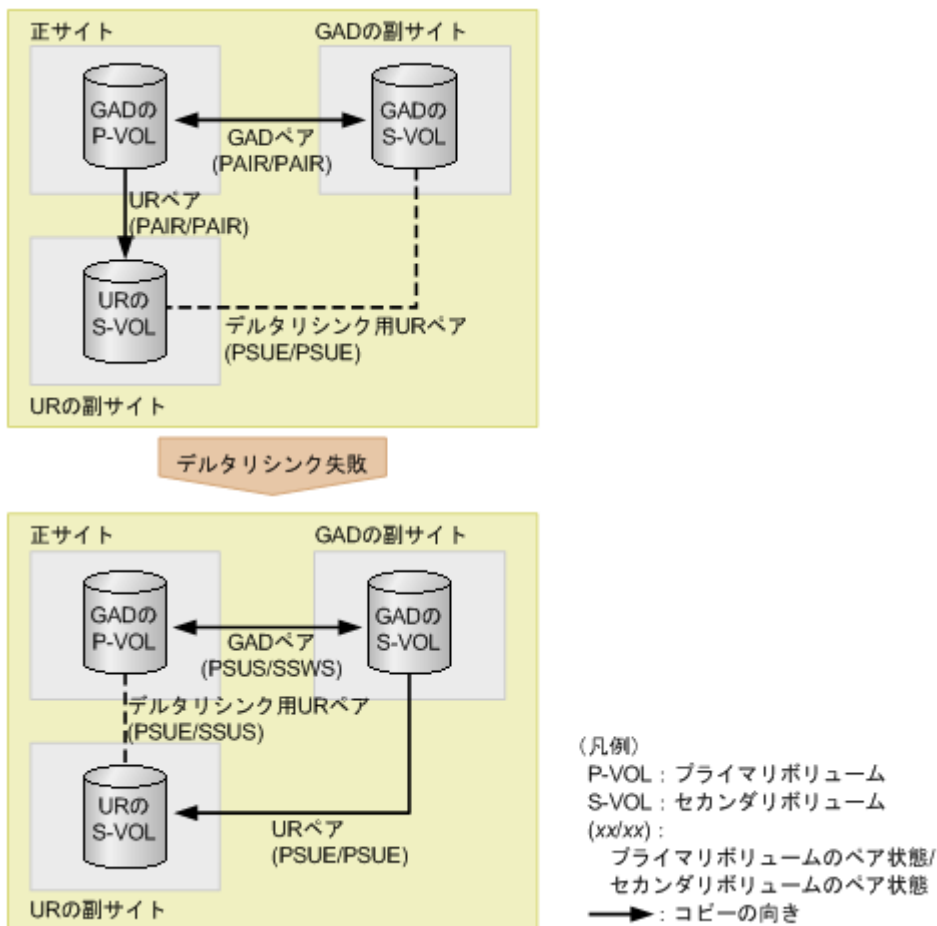 正サイト
GADの副サイト
GADの
P-VOL
GADの
S-VOL
GADペア
(PAIR/PAIR)
URペア
(PAIR/PAIR)
URの
S-VOL
デルタリシンク用URペア
(PSUE/PSUE)
URの副サイト
デルタリシンク失敗
正サイト
GADの副サイト
GADの
P-VOL
GADの
S-VOL
GADペア
(PSUS/SSWS)
デルタリシンク用URペア
(PSUE/SSUS)
URの
S-VOL
URペア
(PSUE/PSUE)
URの副サイト
（凡例）
P-VOL：プライマリボリューム
S-VOL：セカンダリボリューム
(xx/xx)：
プライマリボリュームのペア状態/
セカンダリボリュームのペア状態
：コピーの向き